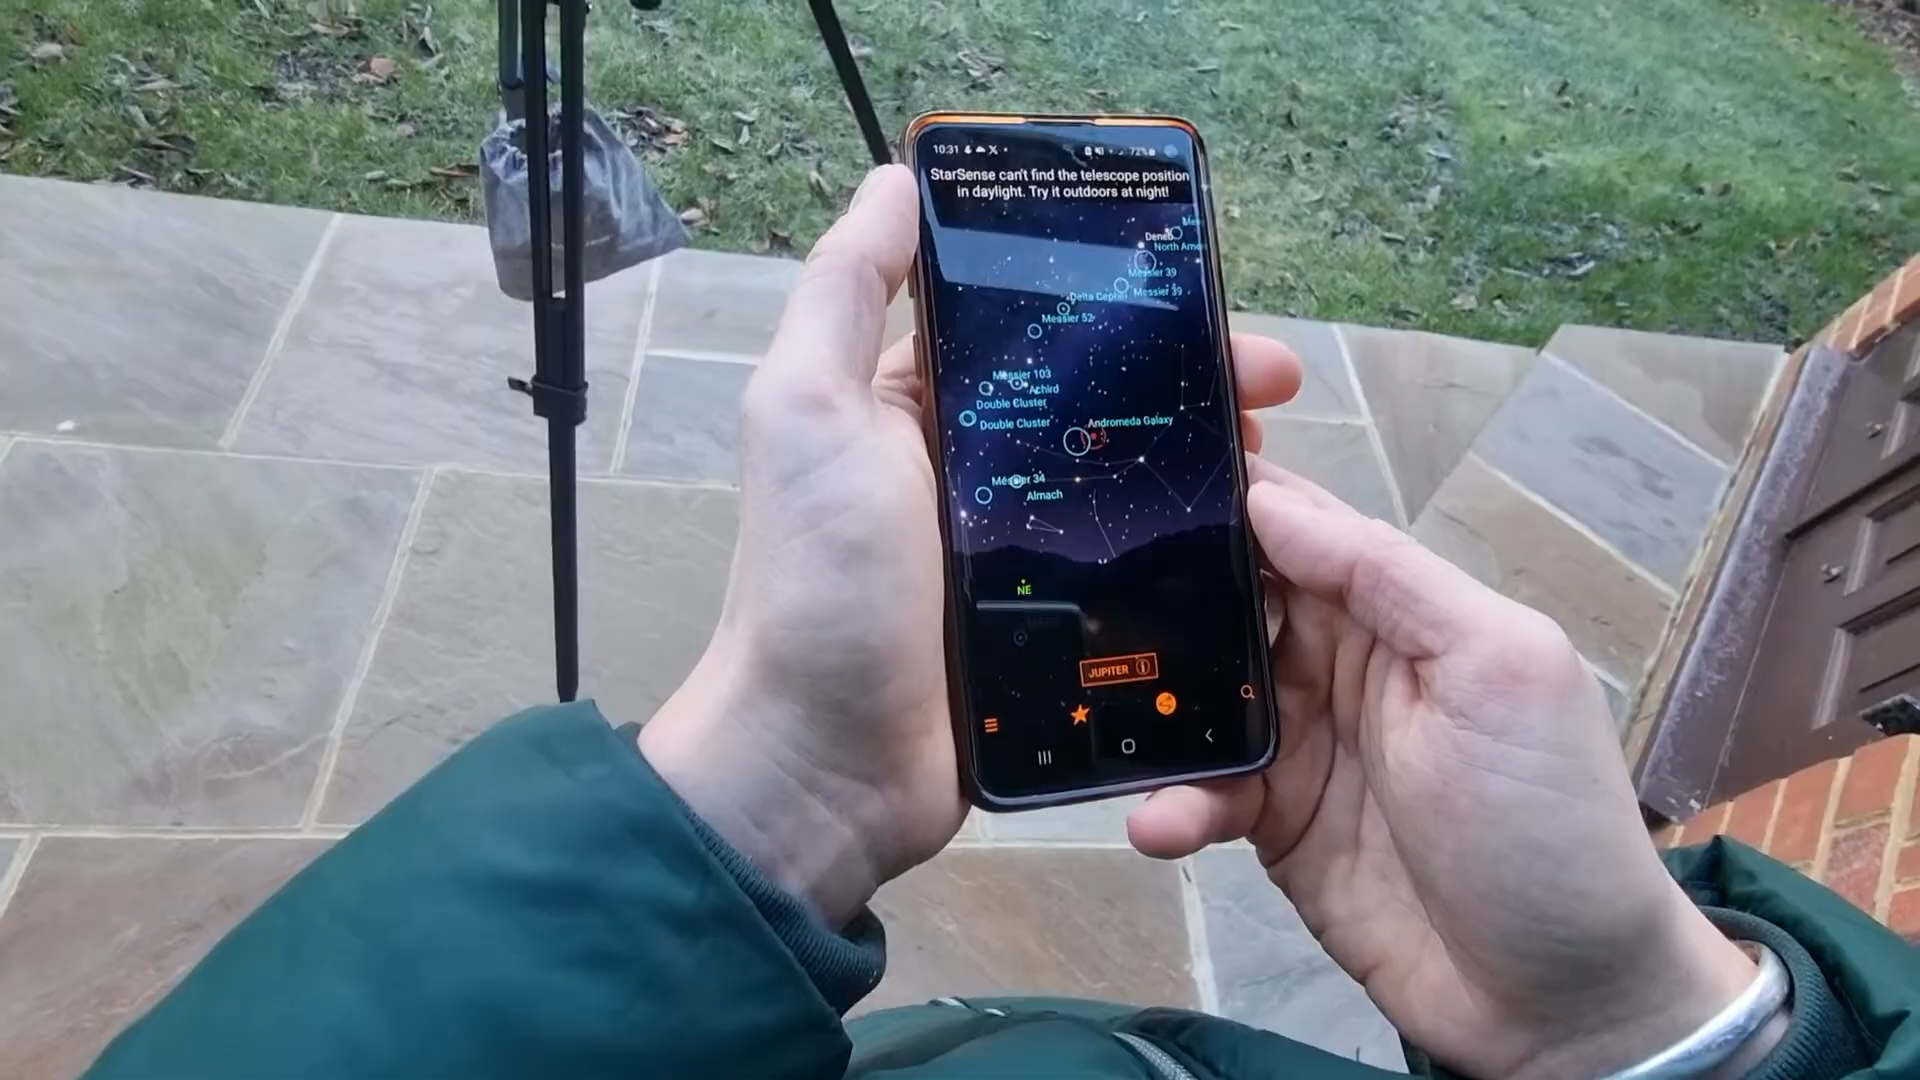 10:31
72%
StarSense can't find the telescope position
in daylight. Try it outdoors at night!
Deneb
North Ame
Messier 39
Messier 39
Delta Cephei
Messier 52
Messier 103
Achird
Double Cluster
Double Cluster
Andromeda Galaxy
Messier 34
Almach
NE
JUPITER